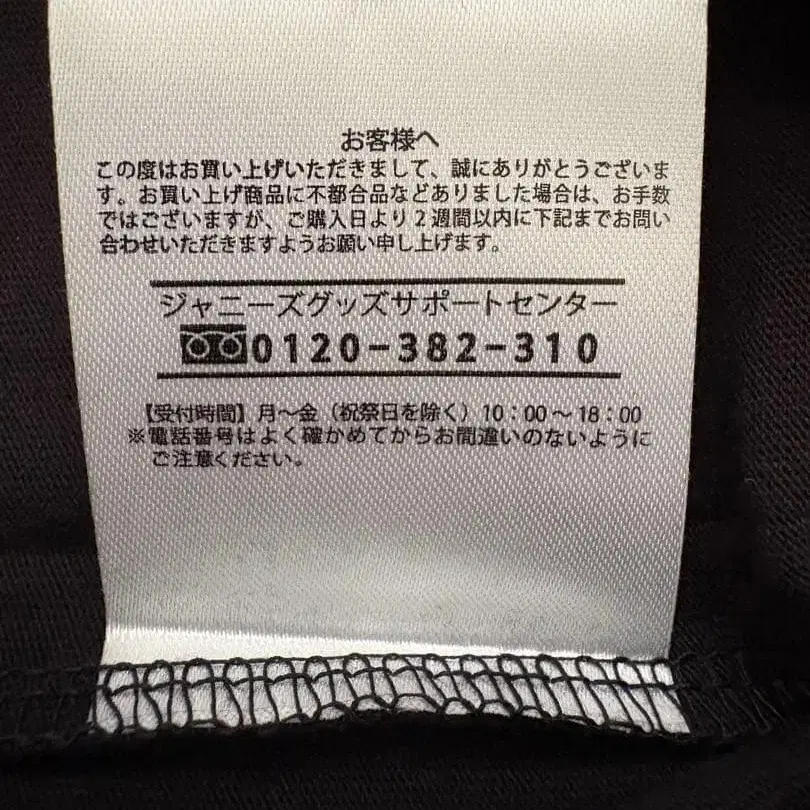 お客様へ
この度はお買い上げいただきまして、誠にありがとうございま
す。お買い上げ商品に不都合品などありました場合は、お手数
ではございますが、ご購入日より2週間以内に下記までお問い
合わせいただきますようお願い申し上げます。
ジャニーズグッズサポートセンター
0120-382-310
【受付時間】月〜金（祝祭日を除く）10：00〜18：00
※電話番号はよく確かめてからお間違いのないように
ご注意ください。